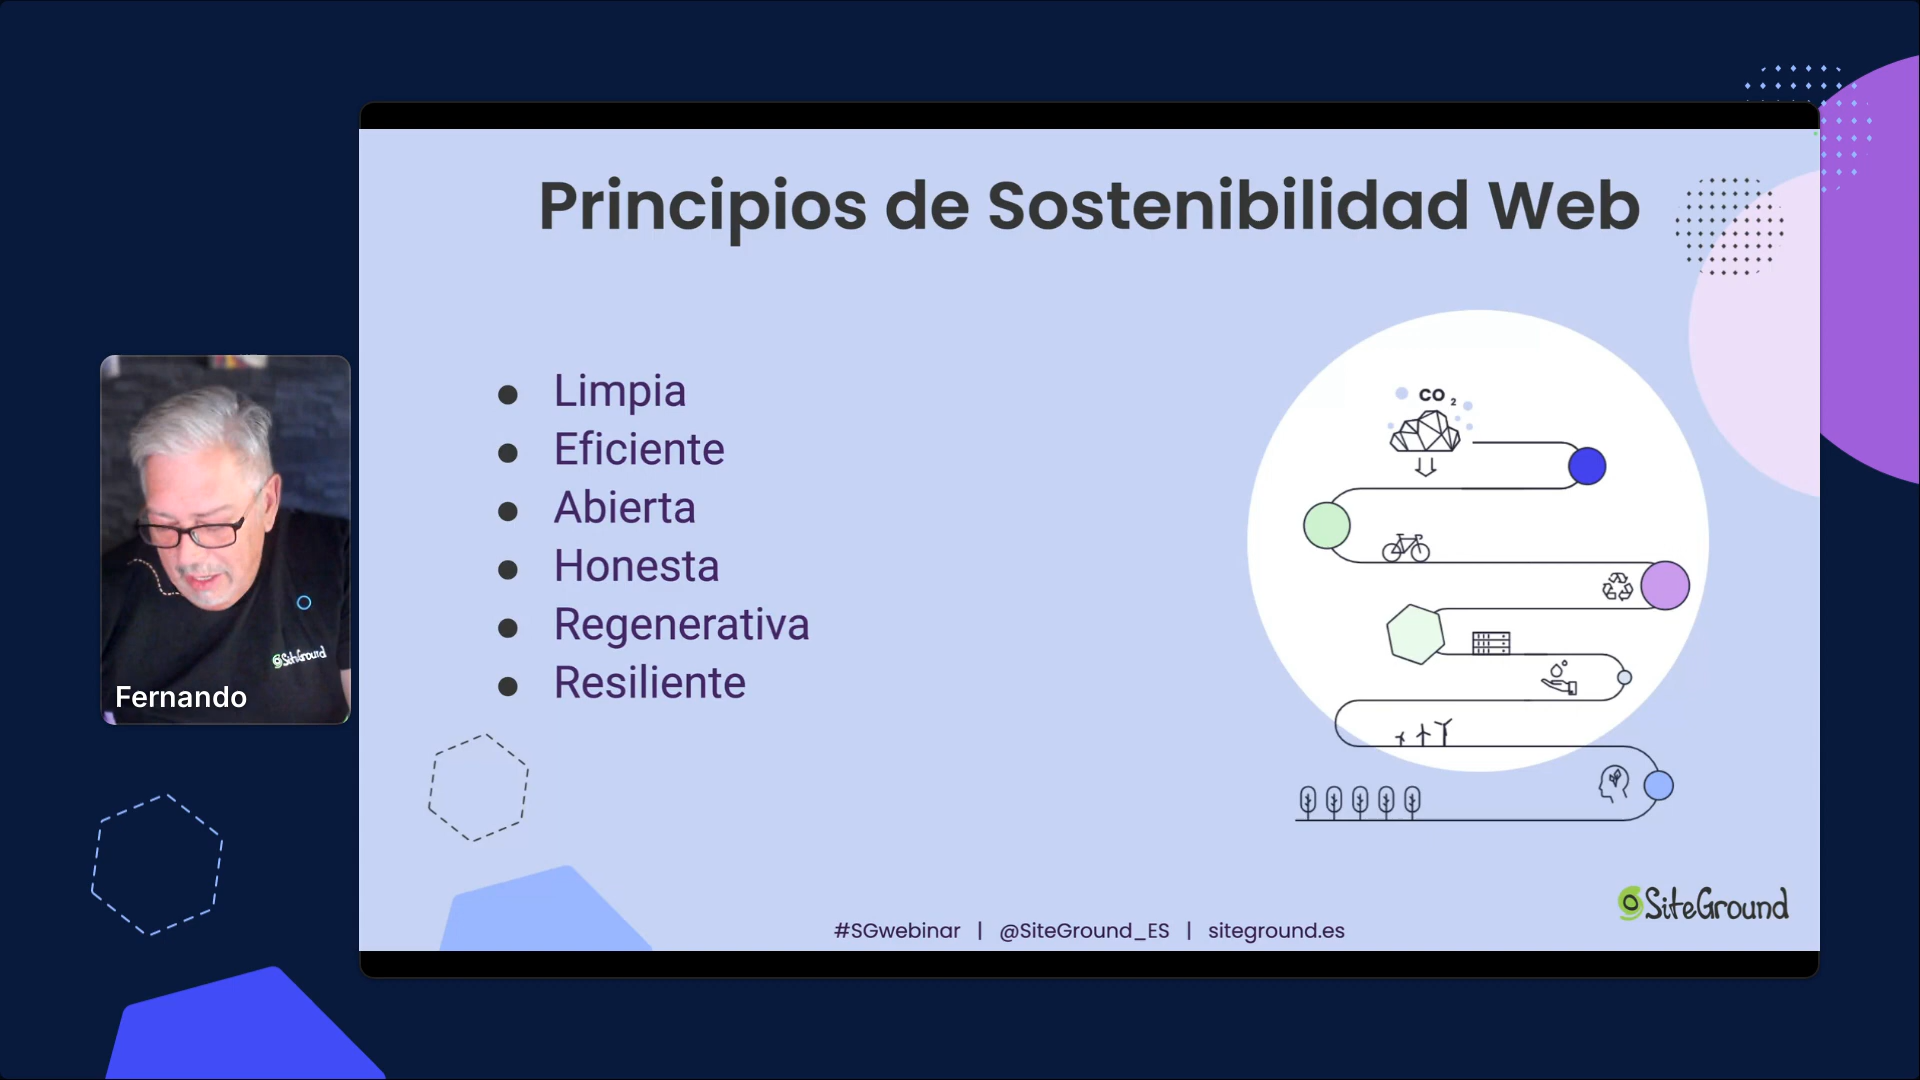 Principios de Sostenibilidad Web
● Limpia
● Eficiente
● Abierta
● Honesta
● Regenerativa
● Resiliente
CO2
SiteGround
Fernando
#SGwebinar | @SiteGround_ES | siteground.es
SiteGround